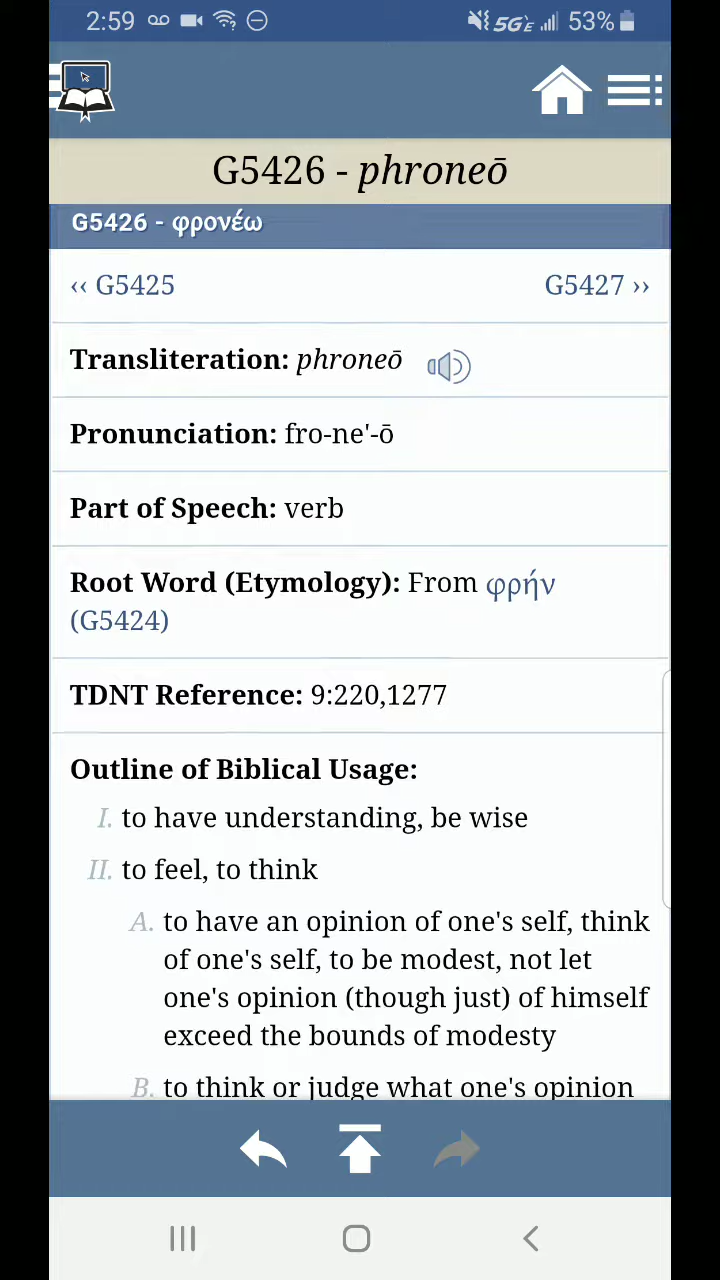 2:59 5GE 53%
G5426 - phroneō
G5426 - φρονέω
‹‹ G5425 G5427 ››
Transliteration: phroneō
Pronunciation: fro-ne'-ō
Part of Speech: verb
Root Word (Etymology): From φρήν
(G5424)
TDNT Reference: 9:220,1277
Outline of Biblical Usage:
I. to have understanding, be wise
II. to feel, to think
A. to have an opinion of one's self, think
of one's self, to be modest, not let
one's opinion (though just) of himself
exceed the bounds of modesty
B. to think or judge what one's opinion